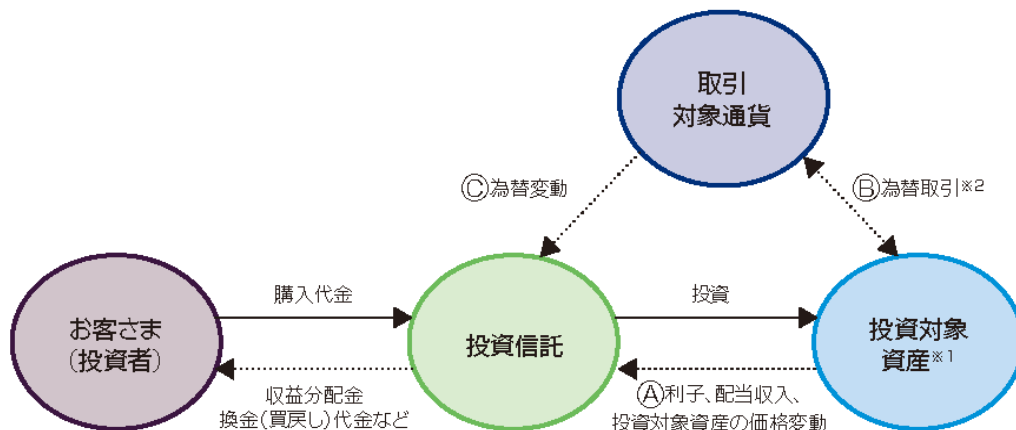 取引
対象通貨
Ⓒ為替変動
Ⓑ為替取引※2
購入代金
投資
お客さま
(投資者)
投資信託
投資対象
資産※1
収益分配金
換金(買戻し)代金など
Ⓐ利子、配当収入、
投資対象資産の価格変動